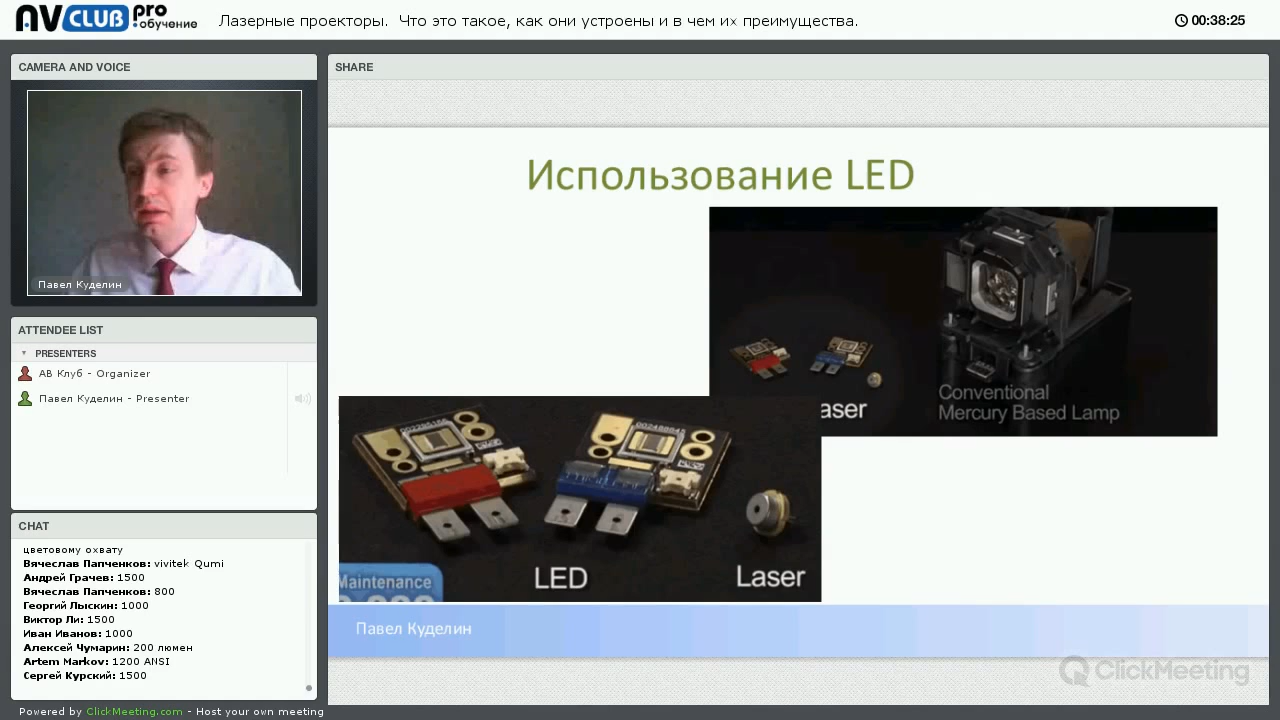 AV CLUB pro
.обучение
Лазерные проекторы. Что это такое, как они устроены и в чем их преимущества.
00:38:25
CAMERA AND VOICE
Павел Куделин
ATTENDEE LIST
PRESENTERS
АВ Клуб - Organizer
Павел Куделин - Presenter
CHAT
цветовому охвату
Вячеслав Папченков: vivitek Qumi
Андрей Грачев: 1500
Вячеслав Папченков: 800
Георгий Лыскин: 1000
Виктор Ли: 1500
Иван Иванов: 1000
Алексей Чумарин: 200 люмен
Artem Markov: 1200 ANSI
Сергей Курский: 1500
Powered by ClickMeeting.com - Host your own meeting
SHARE
Использование LED
Conventional
Mercury Based Lamp
aser
LED
Laser
Maintenance
Павел Куделин
ClickMeeting